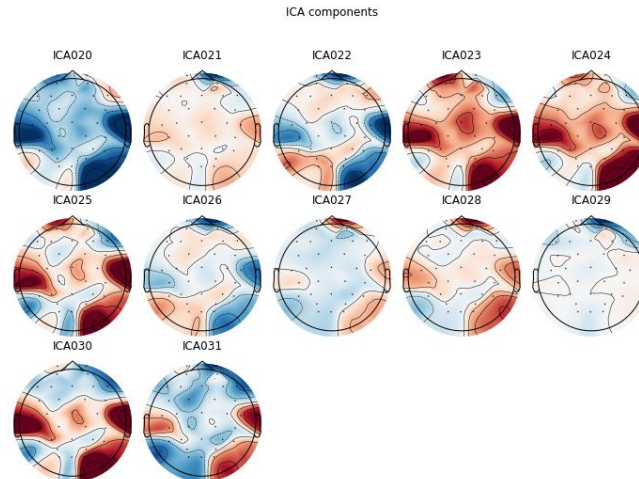 ICA components
ICA020 ICA021 ICA022 ICA023 ICA024
ICA025 ICA026 ICA027 ICA028 ICA029
ICA030 ICA031